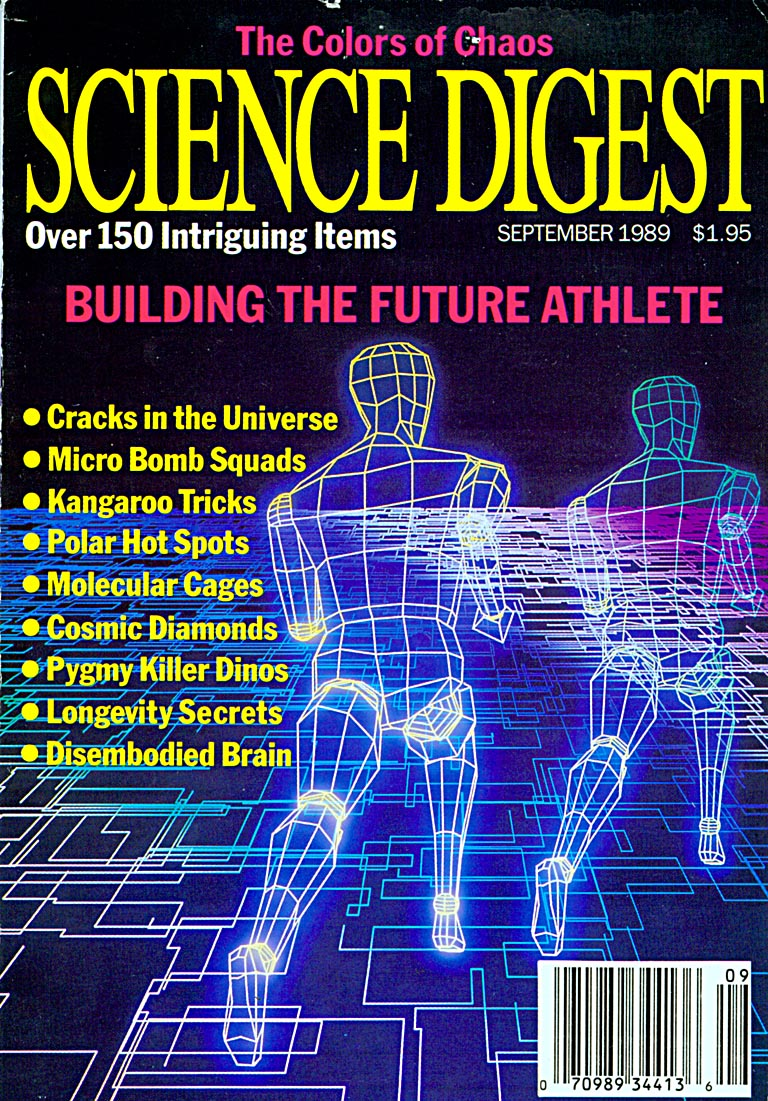 The Colors of Chaos
SCIENCE DIGEST
Over 150 Intriguing Items
SEPTEMBER 1989 $1.95
BUILDING THE FUTURE ATHLETE
● Cracks in the Universe
● Micro Bomb Squads
● Kangaroo Tricks
● Polar Hot Spots
● Molecular Cages
● Cosmic Diamonds
● Pygmy Killer Dinos
● Longevity Secrets
● Disembodied Brain
09
0 70989 34413 6